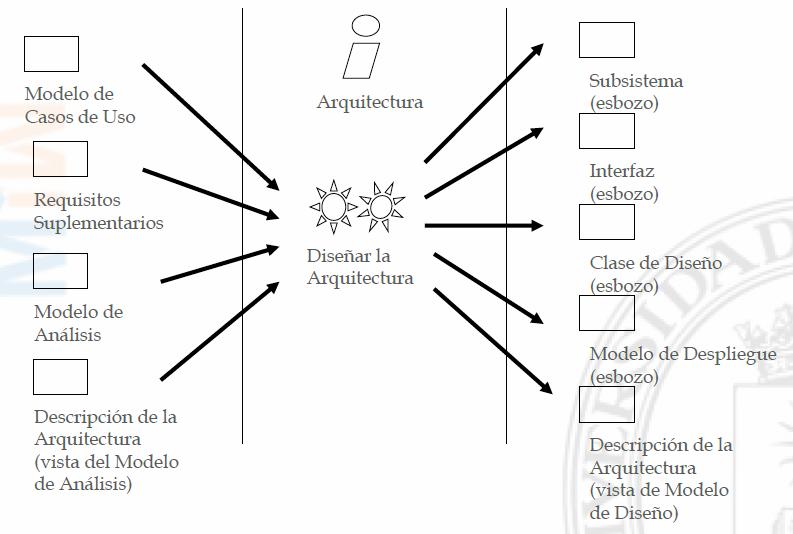 Modelo de
Casos de Uso
Requisitos
Suplementarios
Modelo de
Análisis
Descripción de la
Arquitectura
(vista del Modelo
de Análisis)
Arquitectura
Diseñar la
Arquitectura
Subsistema
(esbozo)
Interfaz
(esbozo)
Clase de Diseño
(esbozo)
Modelo de Despliegue
(esbozo)
Descripción de la
Arquitectura
(vista de Modelo
de Diseño)